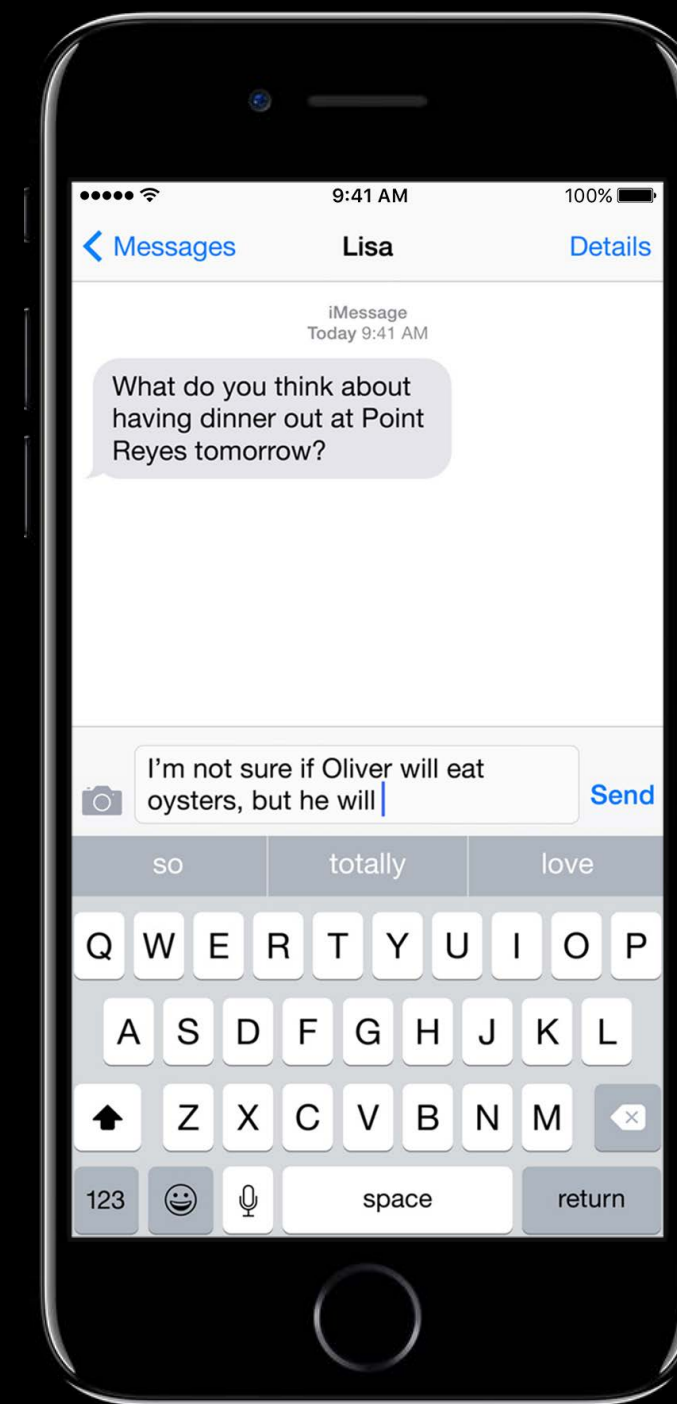 9:41 AM
100%
Messages
Lisa
Details
iMessage
Today 9:41 AM
What do you think about
having dinner out at Point
Reyes tomorrow?
I'm not sure if Oliver will eat
oysters, but he will
Send
so
totally
love
Q W E R T Y U I O P
A S D F G H J K L
Z X C V B N M
123
space
return